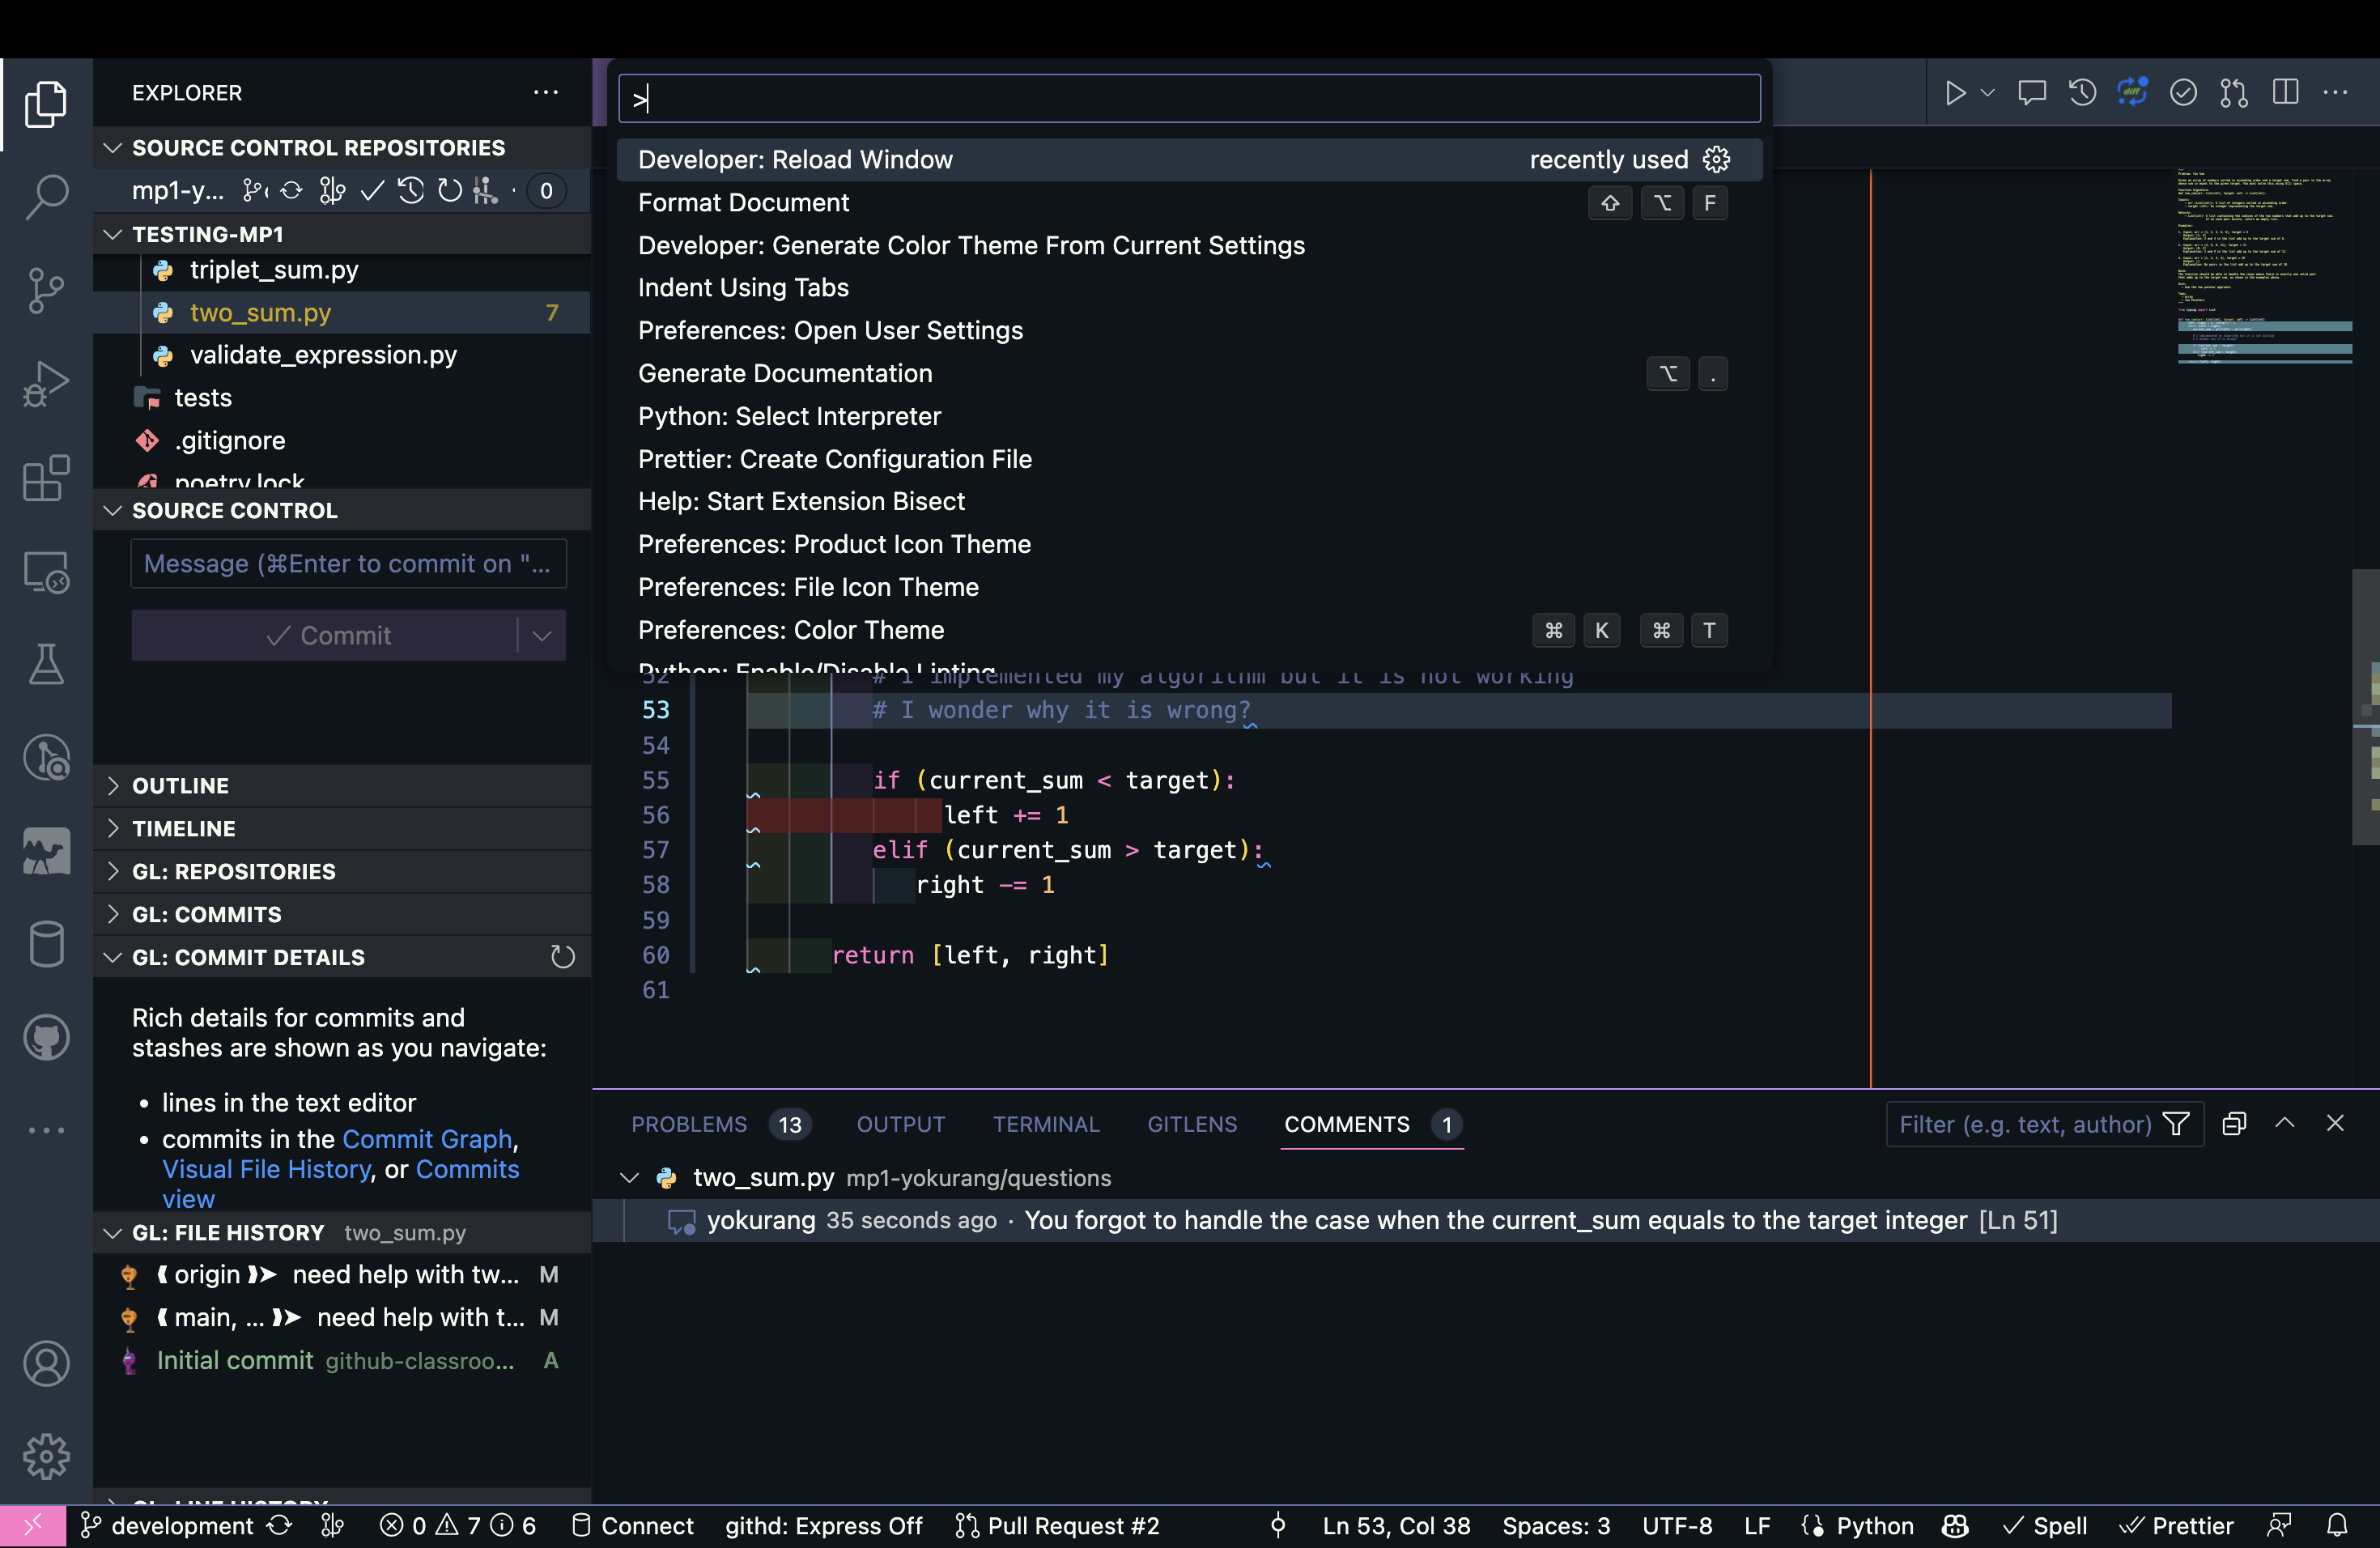 >
EXPLORER
Developer: Reload Window recently used
SOURCE CONTROL REPOSITORIES
mp1-y... 0
TESTING-MP1
triplet_sum.py
two_sum.py 7
validate_expression.py
tests
.gitignore
poetry.lock
SOURCE CONTROL
Message (⌘Enter to commit on "...
Commit
OUTLINE
TIMELINE
GL: REPOSITORIES
GL: COMMITS
GL: COMMIT DETAILS
Rich details for commits and
stashes are shown as you navigate:
• lines in the text editor
• commits in the Commit Graph,
Visual File History, or Commits
view
GL: FILE HISTORY two_sum.py
origin need help with tw... M
main, ... need help with t... M
Initial commit github-classroo... A
GL: LINE HISTORY
Format Document ⇧ ⌥ F
Developer: Generate Color Theme From Current Settings
Indent Using Tabs
Preferences: Open User Settings
Generate Documentation ⌥ .
Python: Select Interpreter
Prettier: Create Configuration File
Help: Start Extension Bisect
Preferences: Product Icon Theme
Preferences: File Icon Theme
Preferences: Color Theme ⌘ K ⌘ T
Python: Enable/Disable Linting
52 # I implemented my algorithm but it is not working
53 # I wonder why it is wrong?
54
55 if (current_sum < target):
56 left += 1
57 elif (current_sum > target):
58 right -= 1
59
60 return [left, right]
61
PROBLEMS 13 OUTPUT TERMINAL GITLENS COMMENTS 1 Filter (e.g. text, author)
two_sum.py mp1-yokurang/questions
yokurang 35 seconds ago · You forgot to handle the case when the current_sum equals to the target integer [Ln 51]
development 0 7 6 Connect githd: Express Off Pull Request #2 Ln 53, Col 38 Spaces: 3 UTF-8 LF Python Spell Prettier